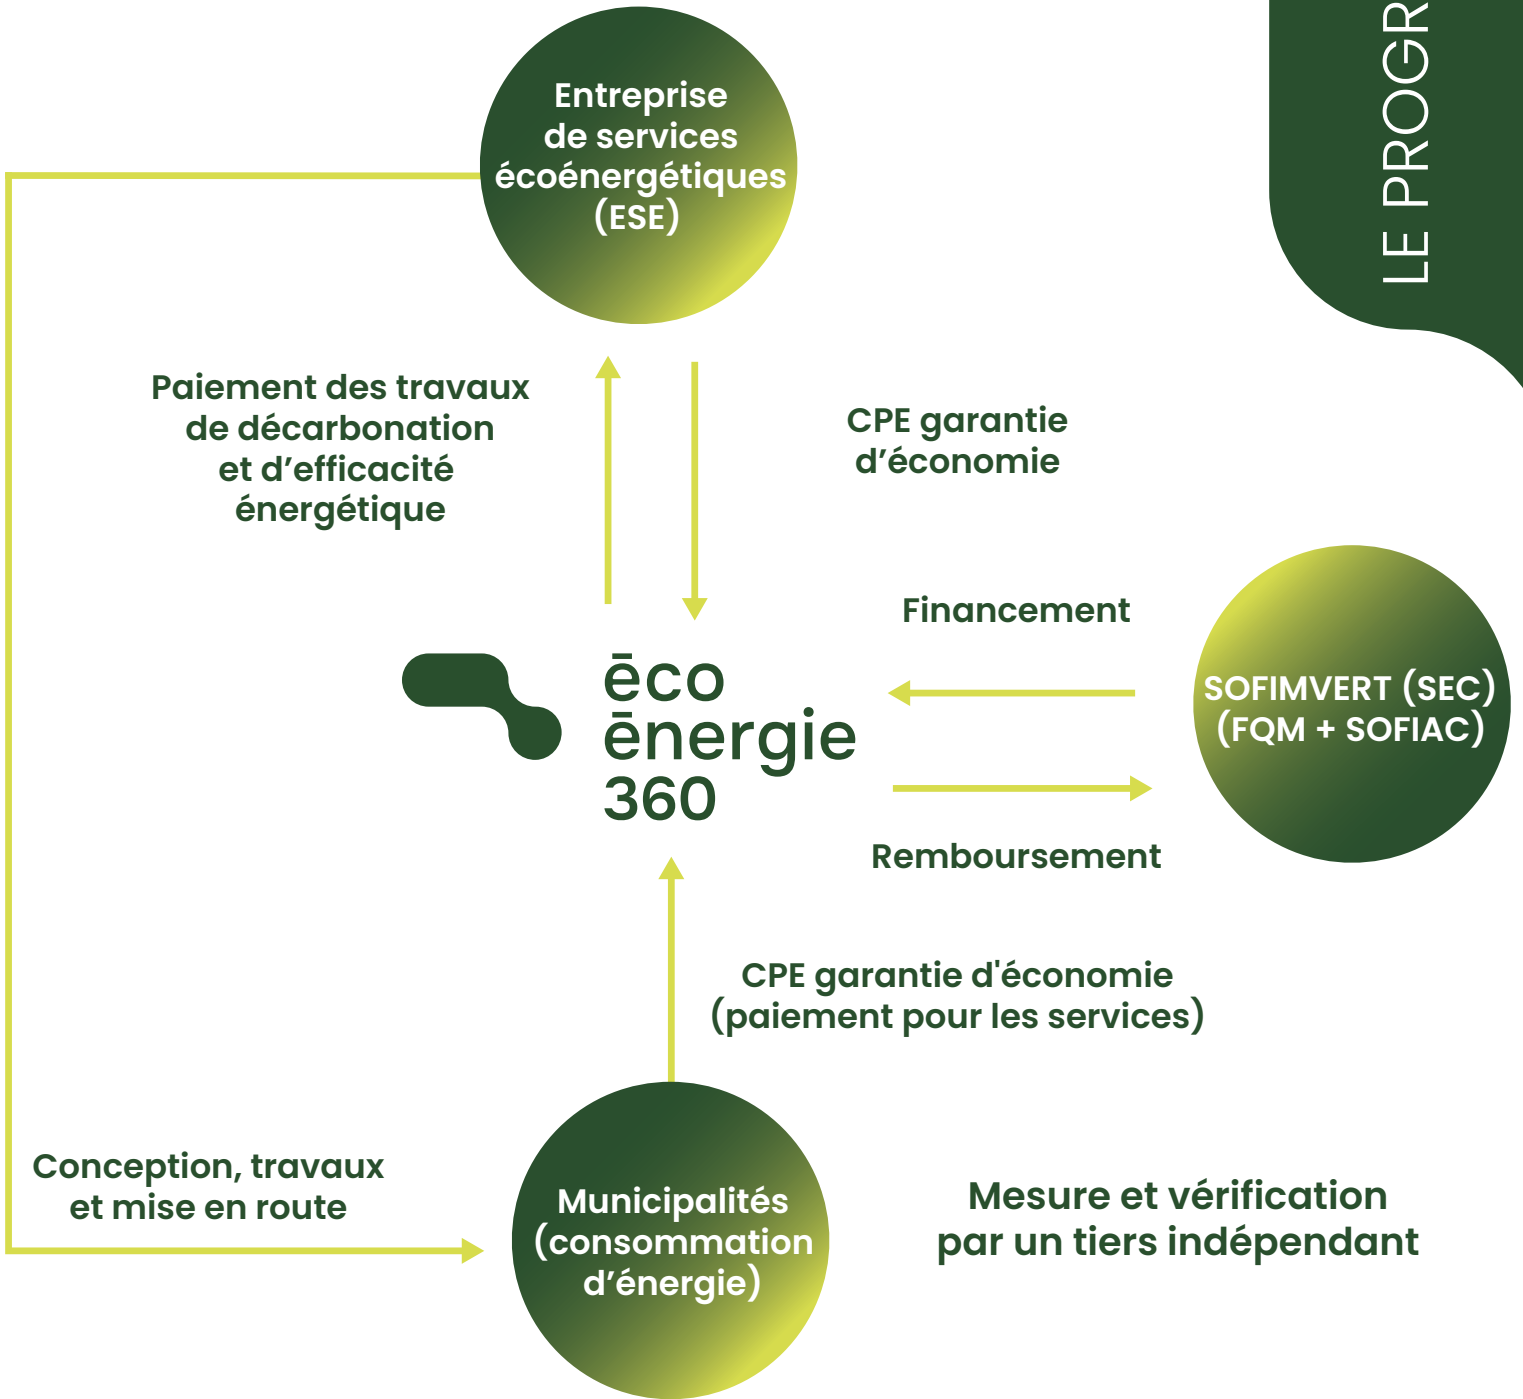 LE PROGR
Entreprise
de services
écoénergétiques
(ESE)
Paiement des travaux
de décarbonation
et d’efficacité
énergétique
CPE garantie
d’économie
Financement
SOFIMVERT (SEC)
(FQM + SOFIAC)
ēco
ēnergie
360
Remboursement
CPE garantie d'économie
(paiement pour les services)
Conception, travaux
et mise en route
Municipalités
(consommation
d’énergie)
Mesure et vérification
par un tiers indépendant